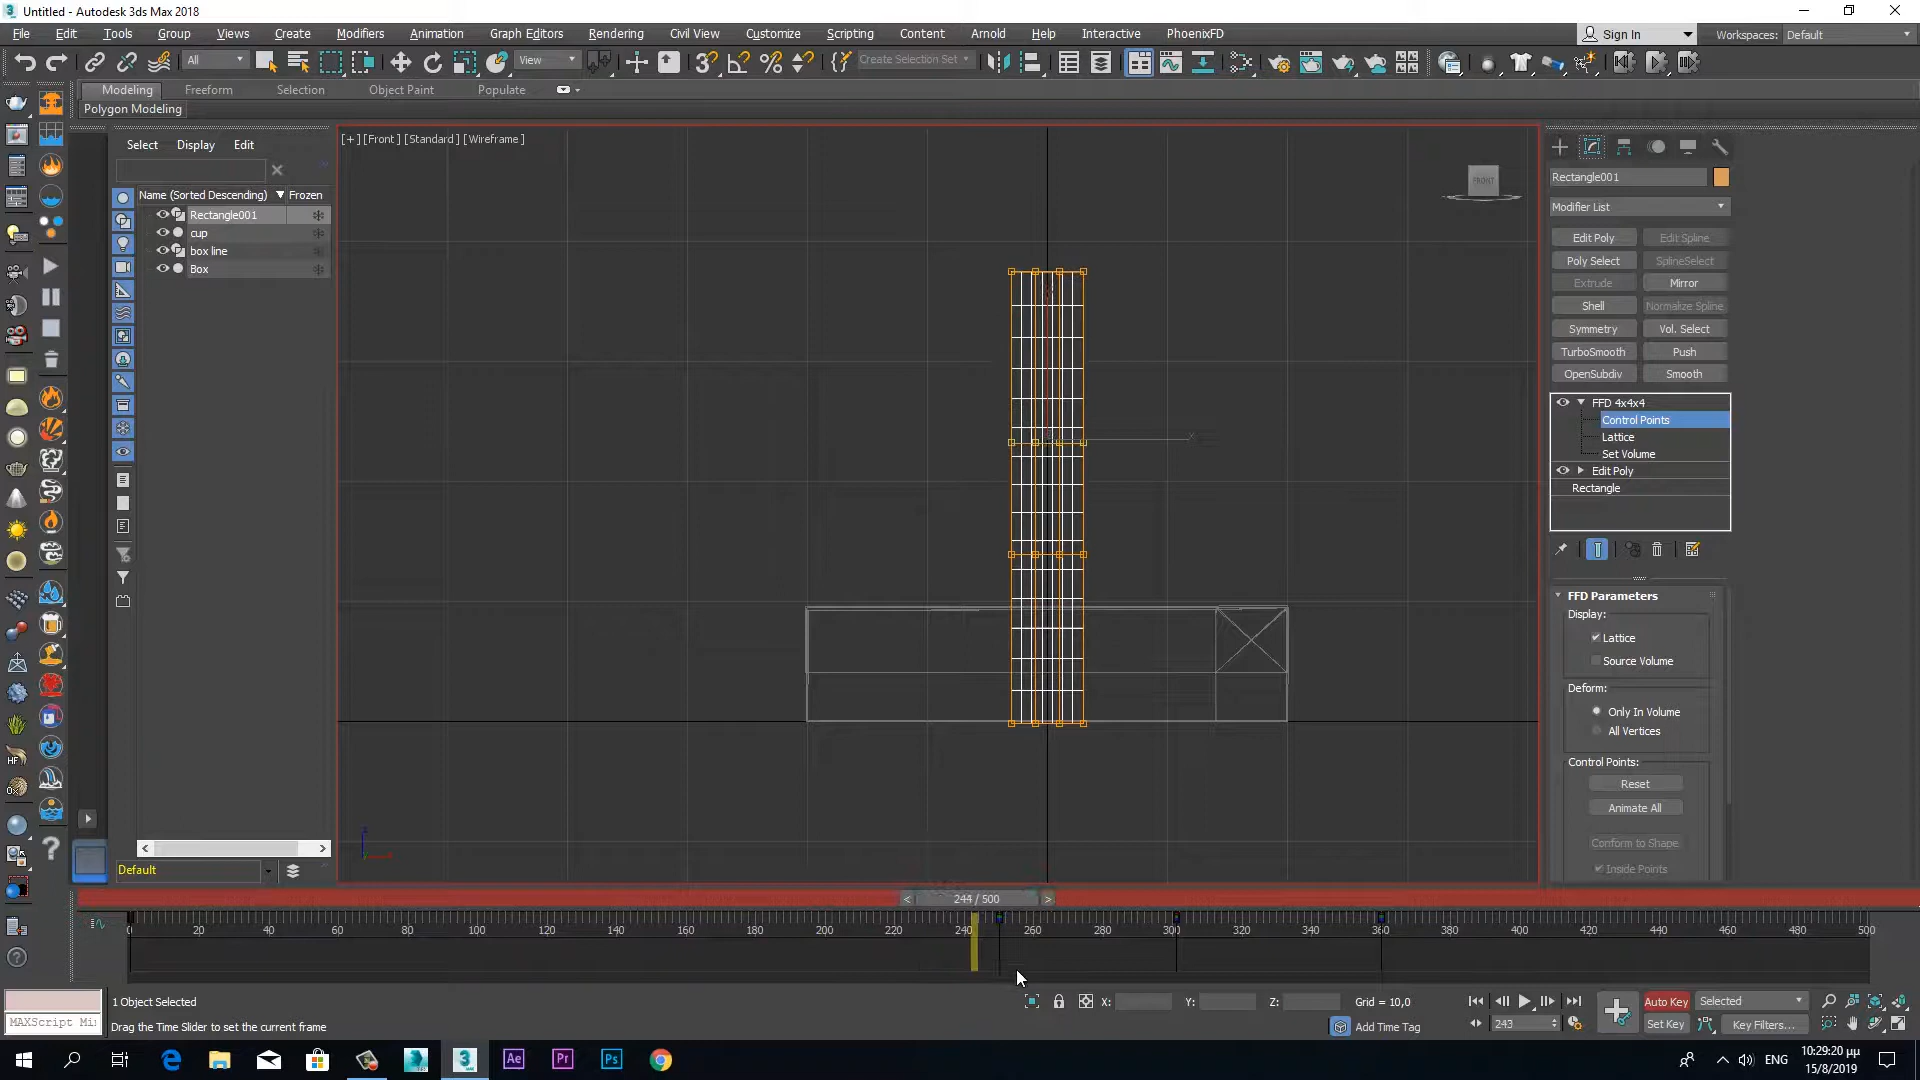 Untitled - Autodesk 3ds Max 2018
File Edit Tools Group Views Create Modifiers Animation Graph Editors Rendering Civil View Customize Scripting Content Arnold Help Interactive PhoenixFD Sign In Workspaces: Default
All View Create Selection Set
Modeling Freeform Selection Object Paint Populate
Polygon Modeling
Select Display Edit
[+] [Front] [Standard] [Wireframe]
FRONT
Name (Sorted Descending) Frozen
Rectangle001
cup
box line
Box
Default
Rectangle001
Modifier List
Edit Poly Edit Spline
Poly Select SplineSelect
Extrude Mirror
Shell Normalize Spline
Symmetry Vol. Select
TurboSmooth Push
OpenSubdiv Smooth
FFD 4x4x4
Control Points
Lattice
Set Volume
Edit Poly
Rectangle
FFD Parameters
Display:
Lattice
Source Volume
Deform:
Only In Volume
All Vertices
Control Points:
Reset
Animate All
Conform to Shape
Inside Points
< 244 / 500 >
0 20 40 60 80 100 120 140 160 180 200 220 240 260 280 300 320 340 360 380 400 420 440 460 480 500
1 Object Selected X: Y: Z: Grid = 10,0 Auto Key Selected
MAXScript Mi Drag the Time Slider to set the current frame Add Time Tag 243 Set Key Key Filters...
3 Ae Pr Ps ENG 10:29:20 μμ
15/8/2019